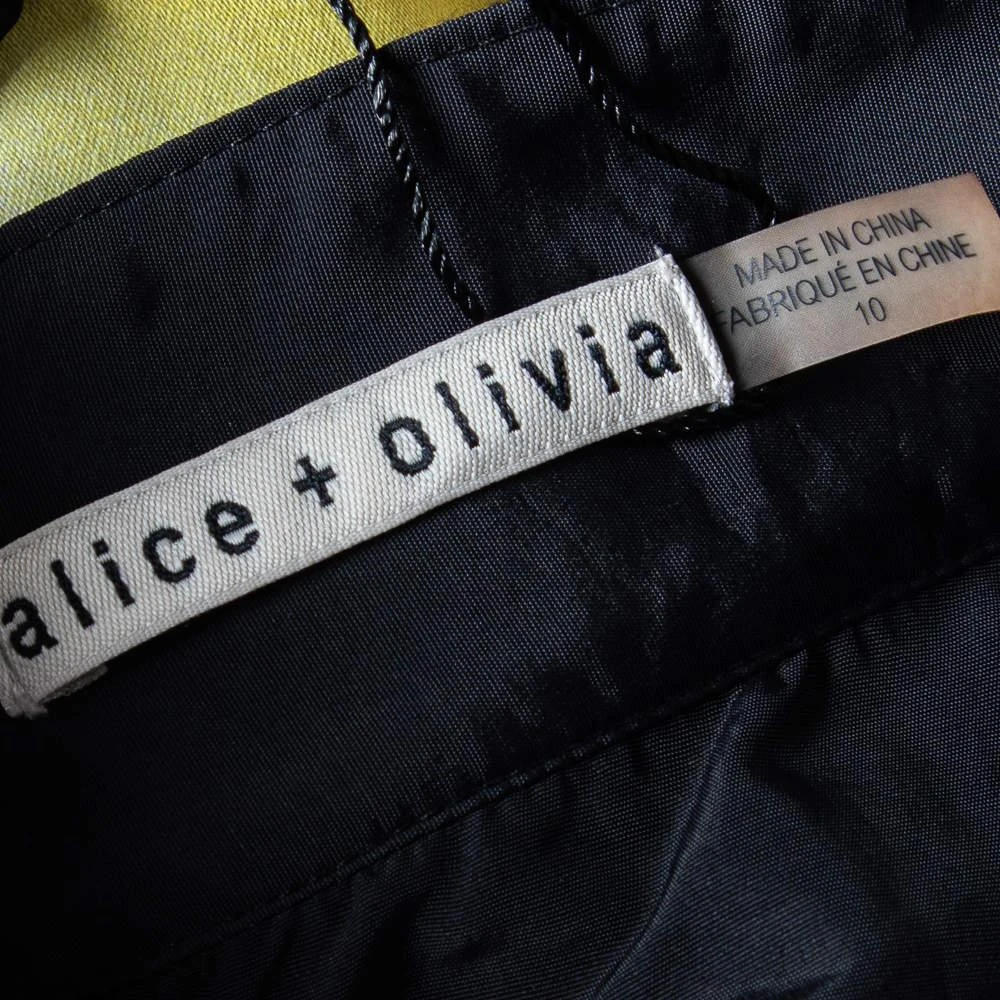 alice + olivia
MADE IN CHINA
FABRIQUÉ EN CHINE
10